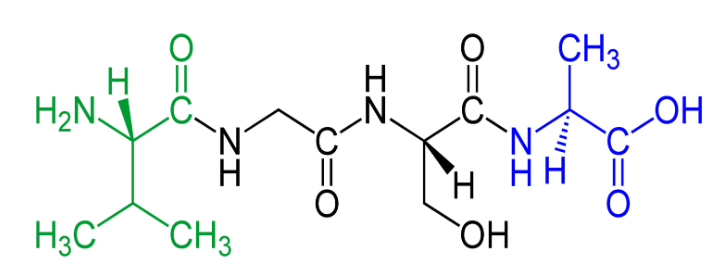 O O CH₃
H H
H₂N N OH
N N
H O H H H O
H₃C CH₃ OH